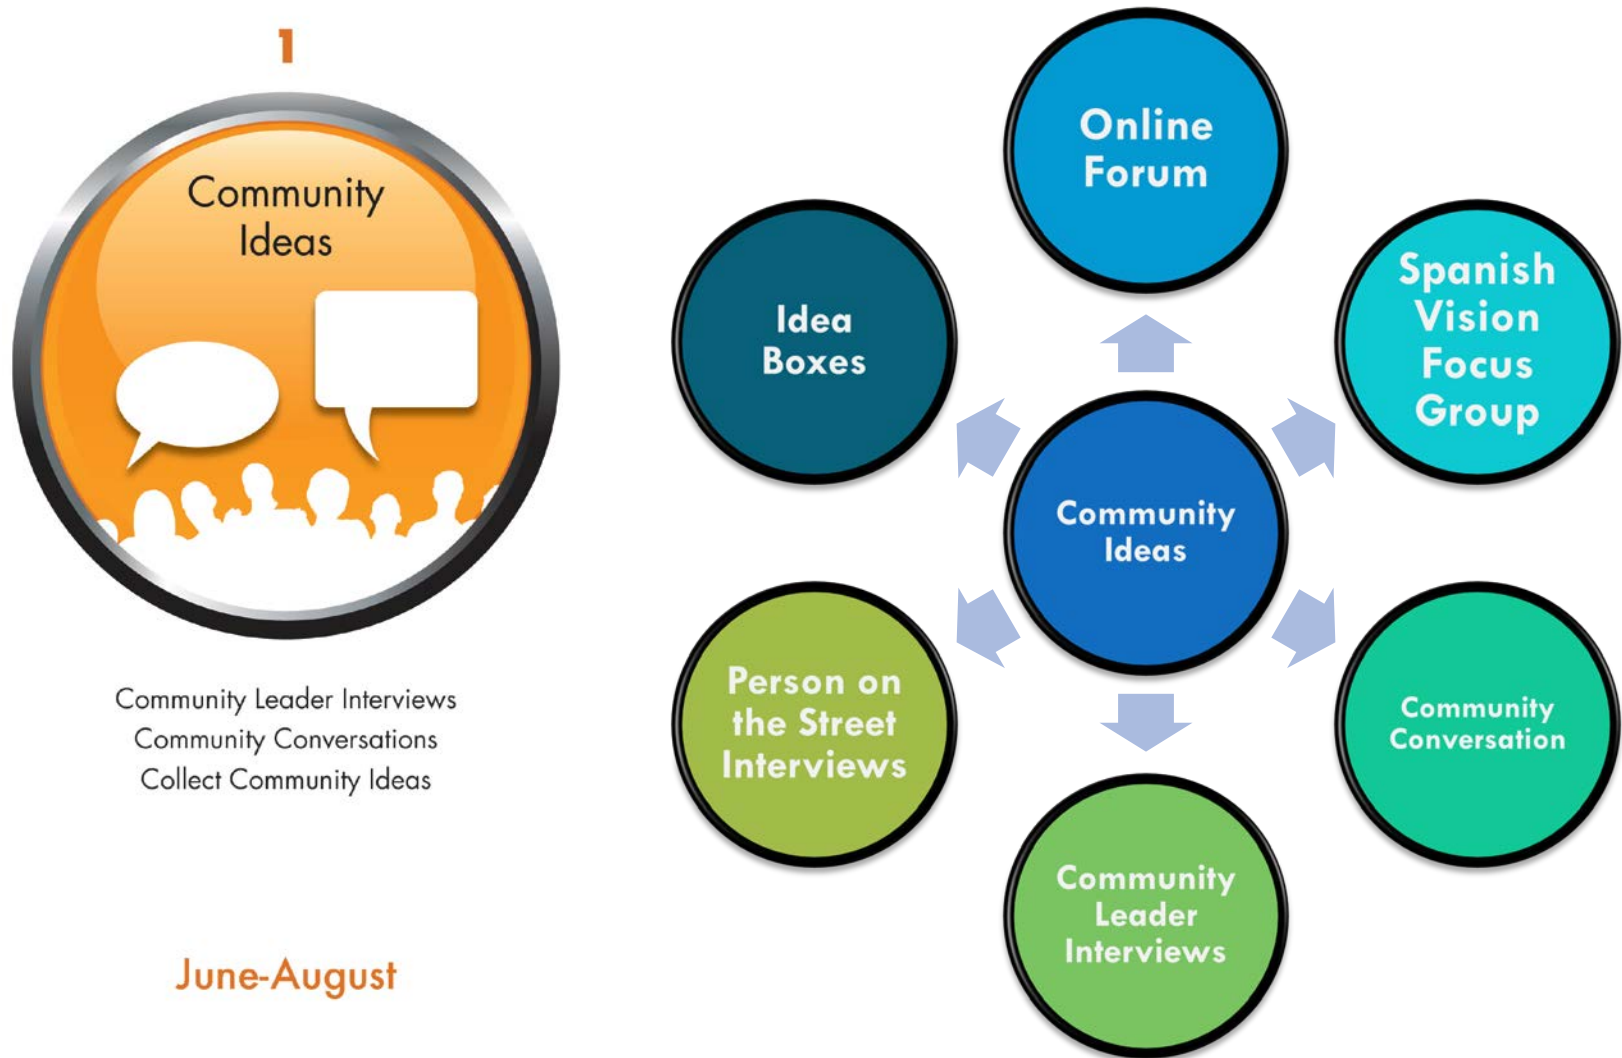 1
Community
Ideas
Community Leader Interviews
Community Conversations
Collect Community Ideas
June-August
Online
Forum
Spanish
Vision
Focus
Group
Idea
Boxes
Community
Ideas
Person on
the Street
Interviews
Community
Conversation
Community
Leader
Interviews